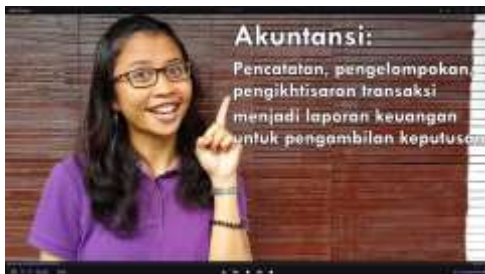 Akuntansi:
Pencatatan, pengelompokan,
pengikhtisaran transaksi
menjadi laporan keuangan
untuk pengambilan keputusan